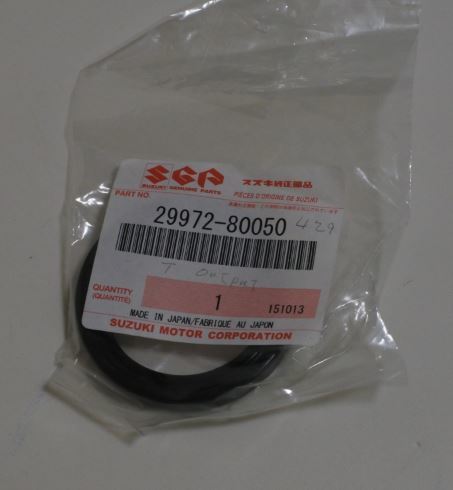 SGP
SUZUKI GENUINE PARTS
スズキ純正部品
PIÈCES D'ORIGINE DE SUZUKI
PART NO.
29972-80050 429
T Output
QUANTITY
(QUANTITÉ)
1
151013
MADE IN JAPAN/FABRIQUE AU JAPON
SUZUKI MOTOR CORPORATION